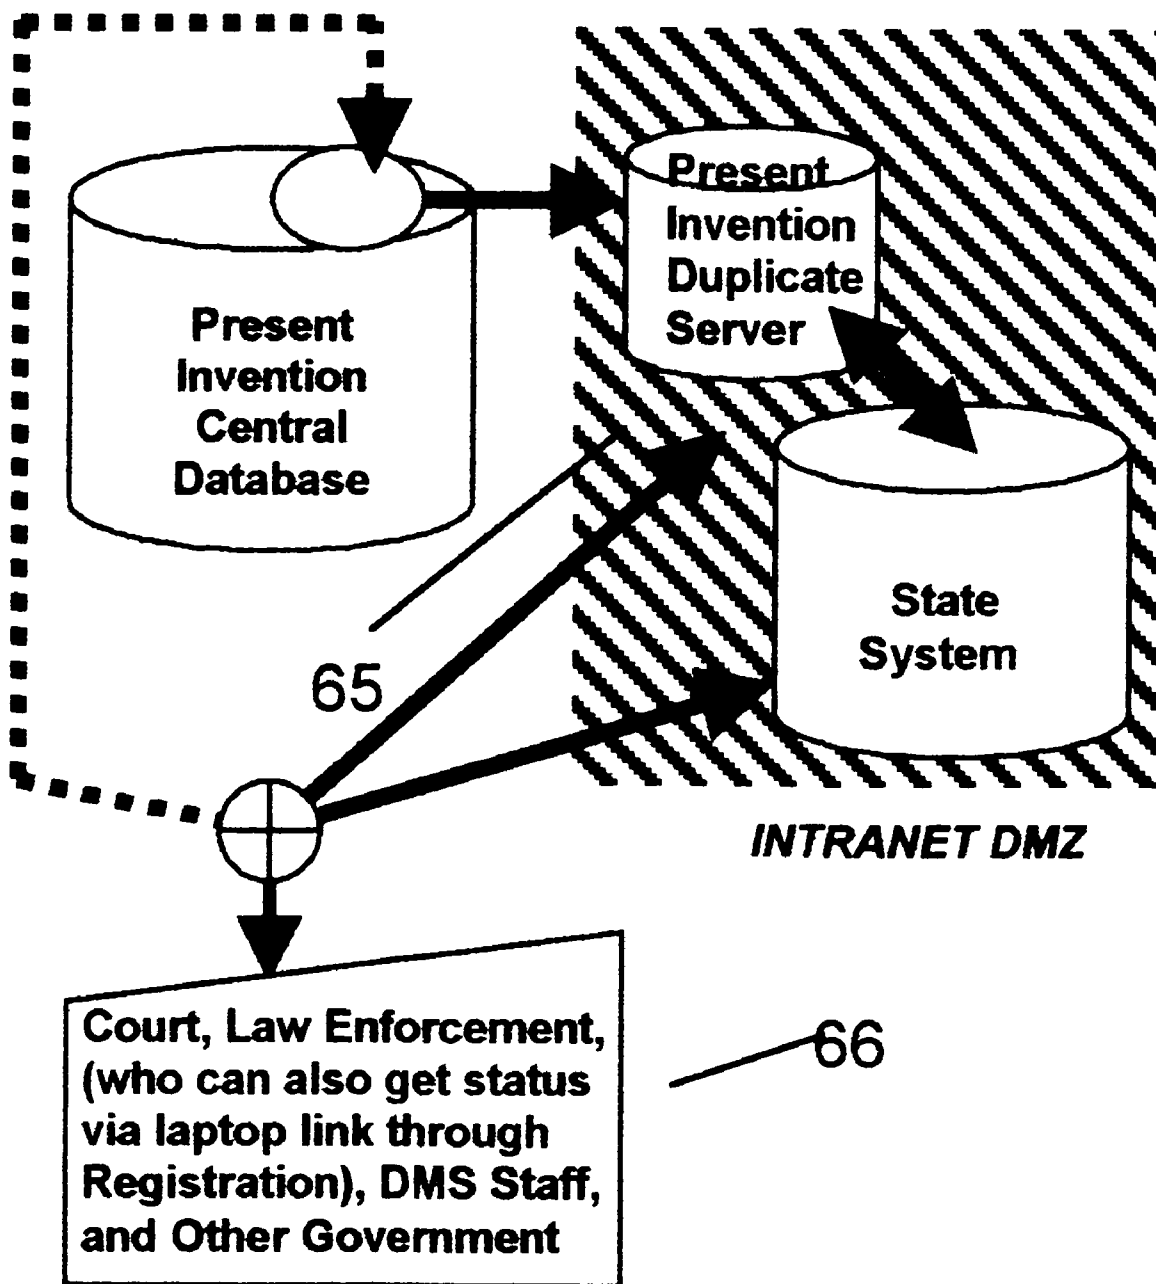 Present
Invention
Duplicate
Server
Present
Invention
Central
Database
State
System
65
INTRANET DMZ
Court, Law Enforcement,
(who can also get status
via laptop link through
Registration), DMS Staff,
and Other Government
66